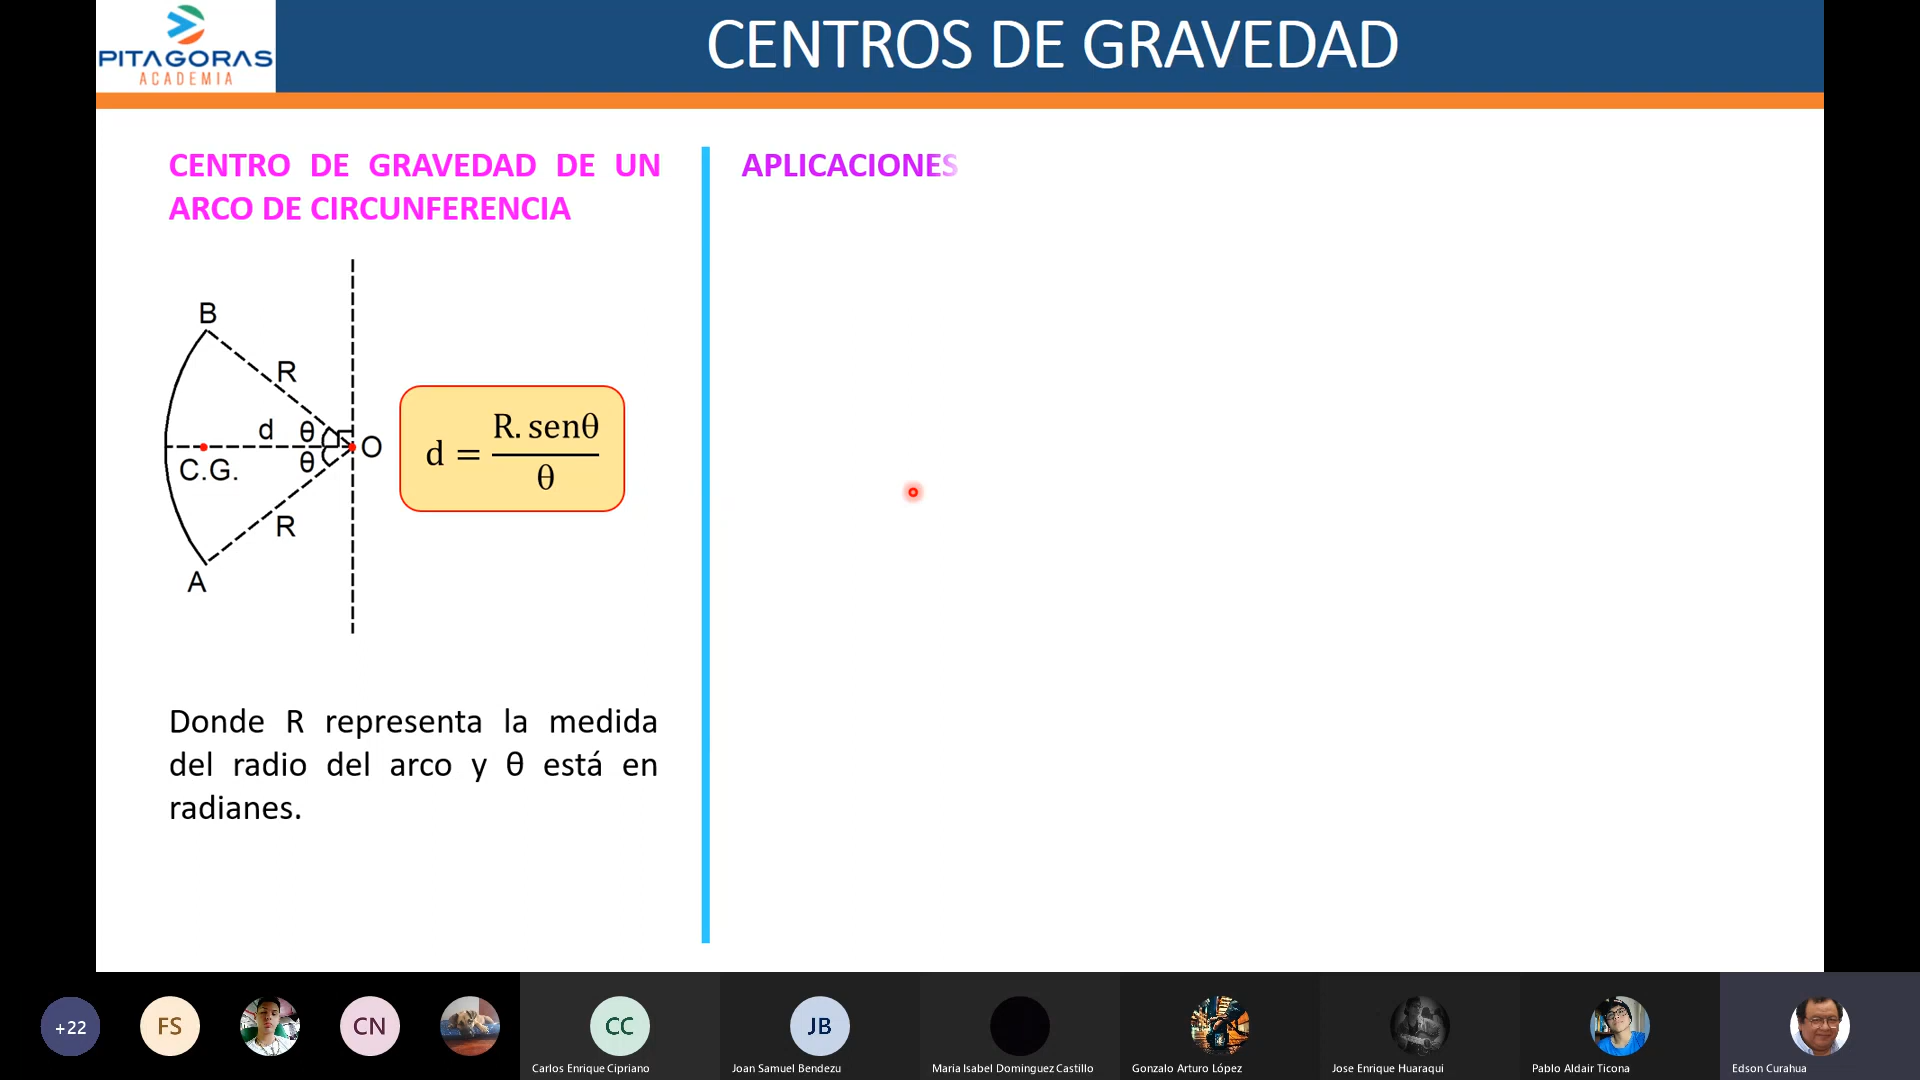 PITAGORAS
ACADEMIA
CENTROS DE GRAVEDAD
CENTRO DE GRAVEDAD DE UN
ARCO DE CIRCUNFERENCIA
B
R
d θ
θ
O
C.G.
R
A
d = R. senθ / θ
Donde R representa la medida
del radio del arco y θ está en
radianes.
APLICACIONES
+22
FS
CN
CC
Carlos Enrique Cipriano
JB
Joan Samuel Bendezu
Maria Isabel Dominguez Castillo
Gonzalo Arturo López
Jose Enrique Huaraqui
Pablo Aldair Ticona
Edson Curahua